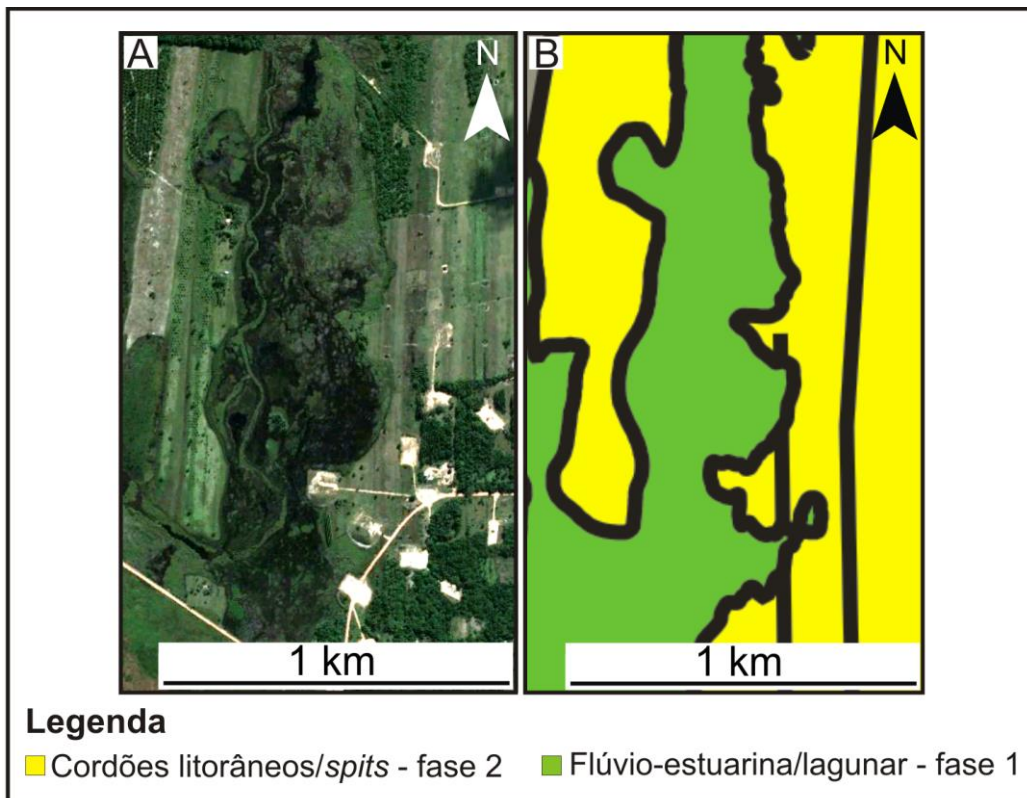 A
N
B
N
1 km
1 km
Legenda
Cordões litorâneos/spits - fase 2
Flúvio-estuarina/lagunar - fase 1